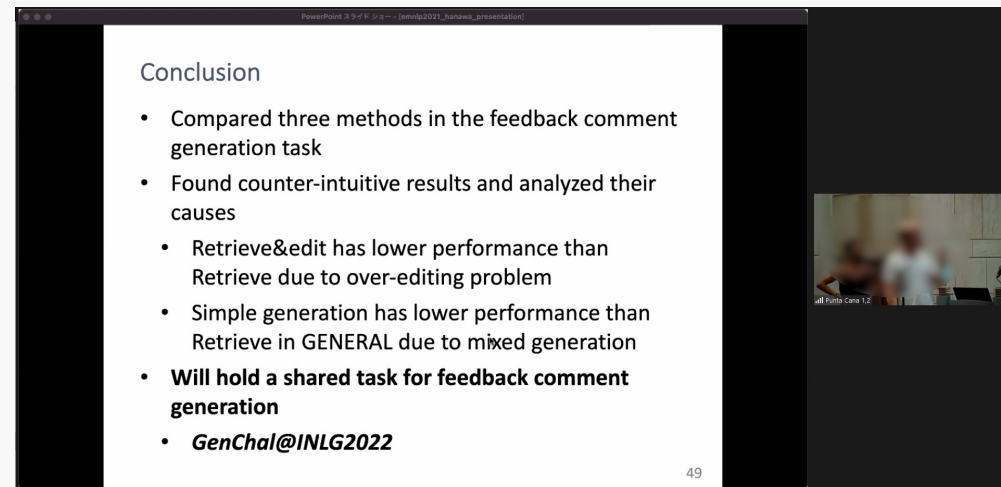 PowerPoint スライド ショー - [emnlp2021_hanawa_presentation]
Conclusion
• Compared three methods in the feedback comment
generation task
• Found counter-intuitive results and analyzed their
causes
• Retrieve&edit has lower performance than
Retrieve due to over-editing problem
• Simple generation has lower performance than
Retrieve in GENERAL due to mixed generation
• Will hold a shared task for feedback comment
generation
• GenChal@INLG2022
49
Punta Cana 1,2